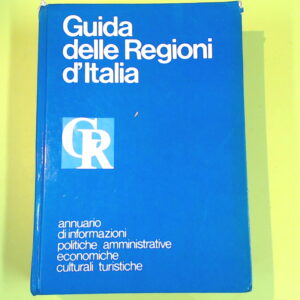 Guida
delle Regioni
d'Italia
GR
annuario
di informazioni
politiche amministrative
economiche
culturali turistiche